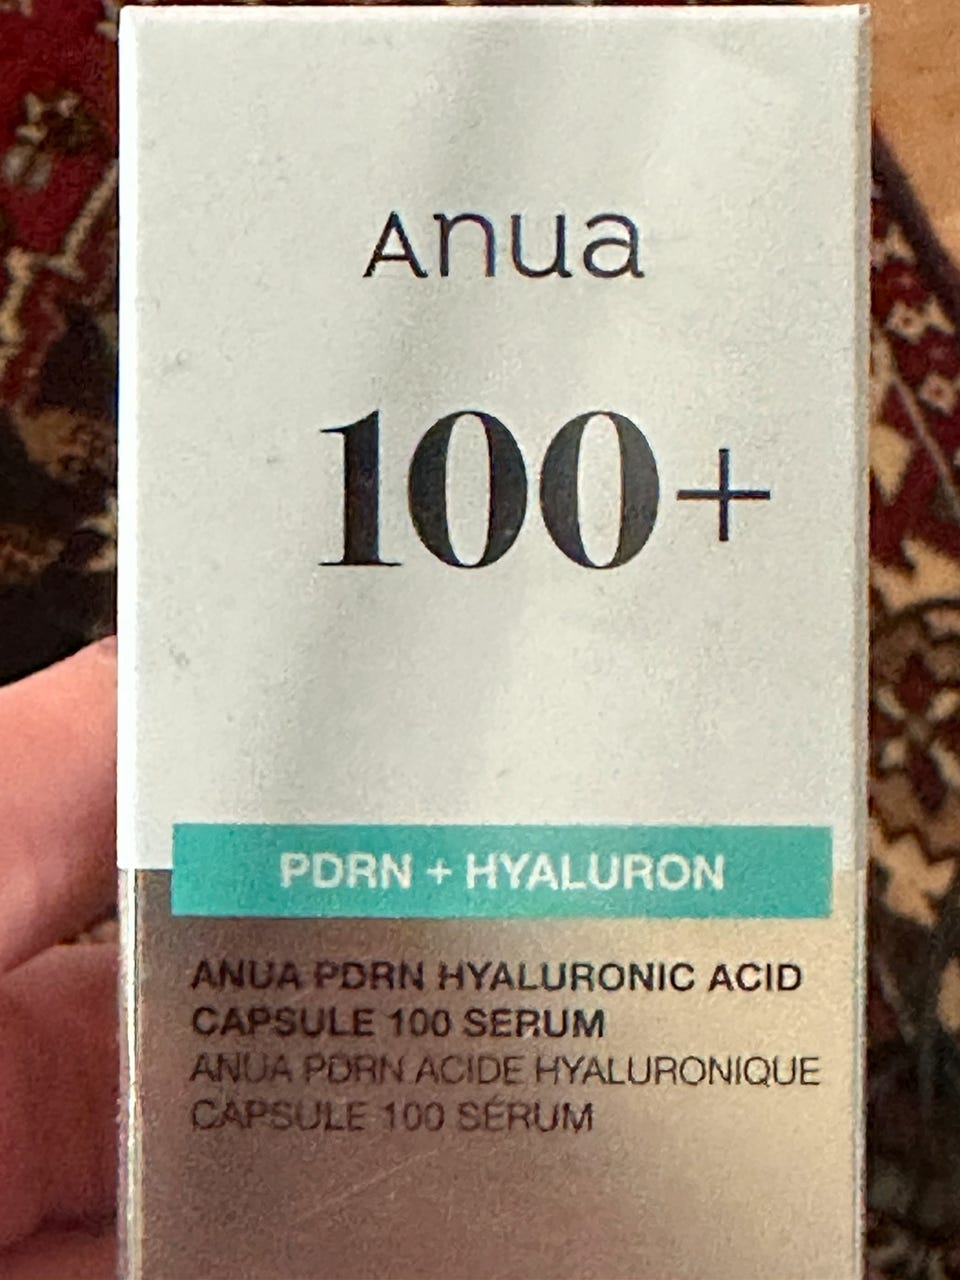 Anua
100+
PDRN + HYALURON
ANUA PDRN HYALURONIC ACID
CAPSULE 100 SERUM
ANUA PDRN ACIDE HYALURONIQUE
CAPSULE 100 SÉRUM